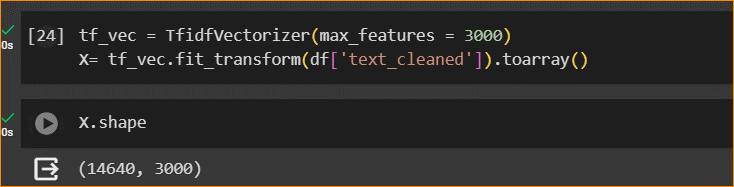 [24] tf_vec = TfidfVectorizer(max_features = 3000)
0s
X= tf_vec.fit_transform(df['text_cleaned']).toarray()
X.shape
0s
(14640, 3000)